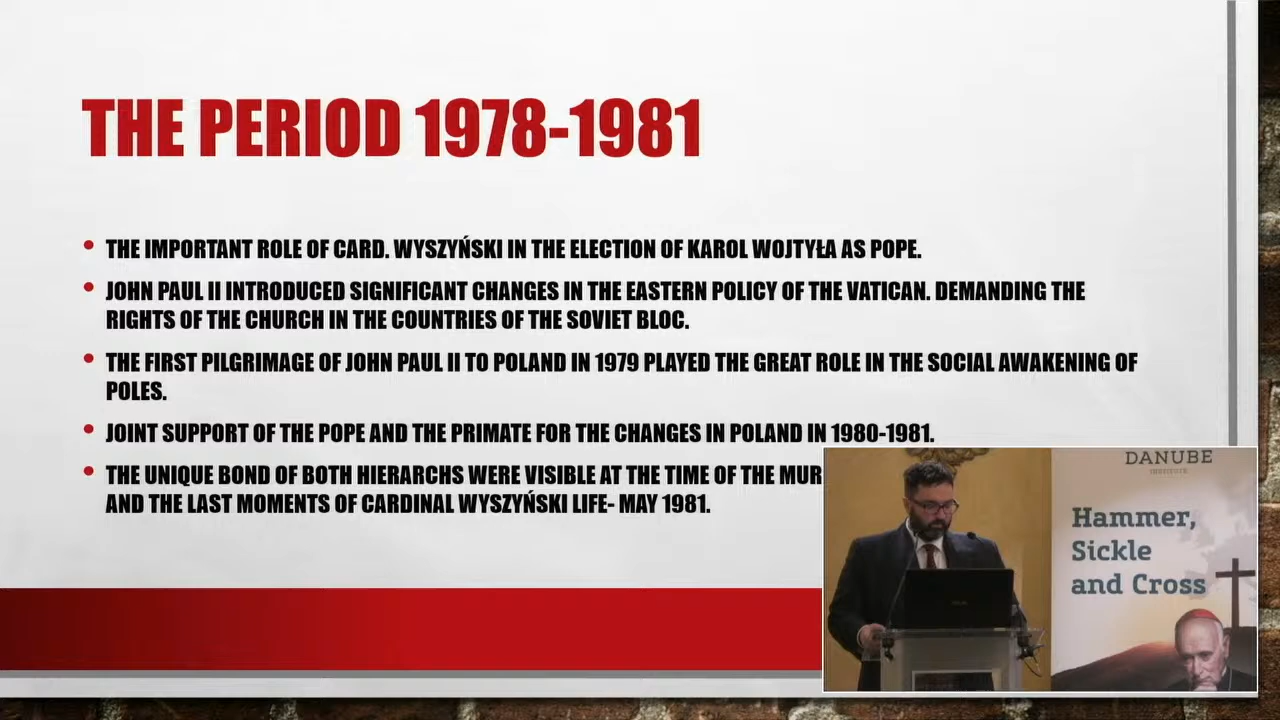 THE PERIOD 1978-1981
• THE IMPORTANT ROLE OF CARD. WYSZYŃSKI IN THE ELECTION OF KAROL WOJTYŁA AS POPE.
• JOHN PAUL II INTRODUCED SIGNIFICANT CHANGES IN THE EASTERN POLICY OF THE VATICAN. DEMANDING THE
RIGHTS OF THE CHURCH IN THE COUNTRIES OF THE SOVIET BLOC.
• THE FIRST PILGRIMAGE OF JOHN PAUL II TO POLAND IN 1979 PLAYED THE GREAT ROLE IN THE SOCIAL AWAKENING OF
POLES.
• JOINT SUPPORT OF THE POPE AND THE PRIMATE FOR THE CHANGES IN POLAND IN 1980-1981.
• THE UNIQUE BOND OF BOTH HIERARCHS WERE VISIBLE AT THE TIME OF THE MUR
AND THE LAST MOMENTS OF CARDINAL WYSZYŃSKI LIFE- MAY 1981.
DANUBE
INSTITUTE
Hammer,
Sickle
and Cross